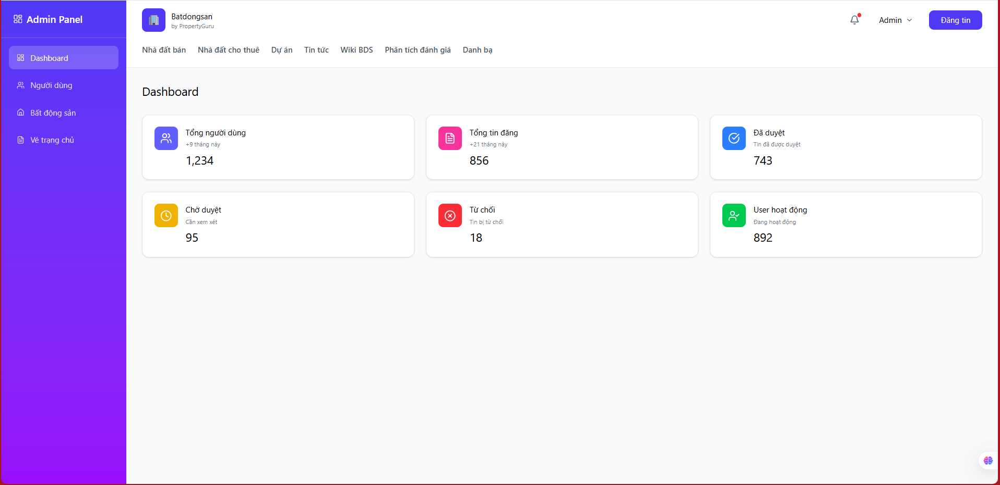 Admin Panel
Dashboard
Người dùng
Bất động sản
Vé trạng chủ
Batdongsan
by PropertyGuru
Admin
Đăng tin
Nhà đất bán
Nhà đất cho thuê
Dự án
Tin tức
Wiki BDS
Phân tích đánh giá
Danh bạ
Dashboard
Tổng người dùng
+9 tháng này
1,234
Tổng tin đăng
+21 tháng này
856
Đã duyệt
Tin đã được duyệt
743
Chờ duyệt
Cần xem xét
95
Từ chối
Tin bị từ chối
18
User hoạt động
Đang hoạt động
892